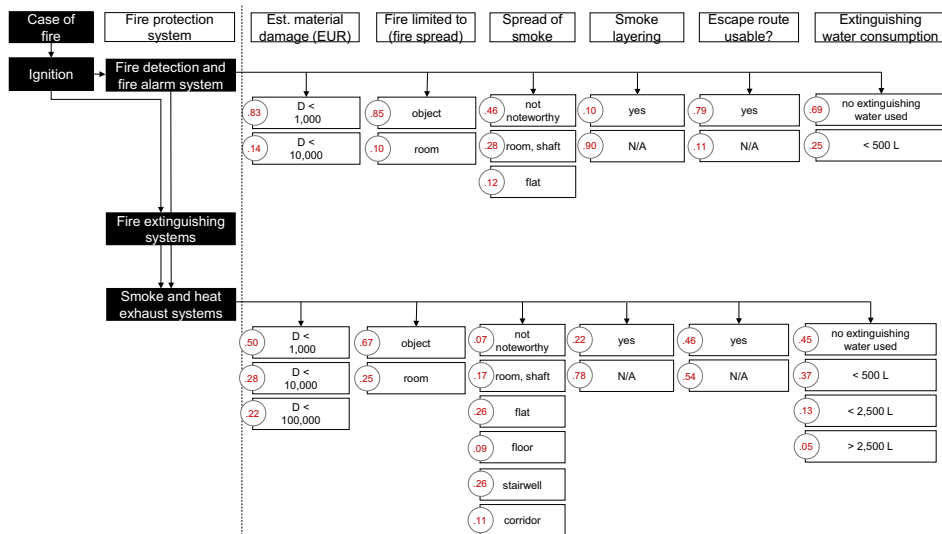 Case of
fire
Fire protection
system
Est. material
damage (EUR)
Fire limited to
(fire spread)
Spread of
smoke
Smoke
layering
Escape route
usable?
Extinguishing
water consumption
Ignition
Fire detection and
fire alarm system
.83
D <
1,000
.14
D <
10,000
.85
object
.10
room
.46
not
noteworthy
.28
room, shaft
.12
flat
.10
yes
.90
N/A
.79
yes
.11
N/A
.69
no extinguishing
water used
.25
< 500 L
Fire extinguishing
systems
Smoke and heat
exhaust systems
.50
D <
1,000
.28
D <
10,000
.22
D <
100,000
.67
object
.25
room
.07
not
noteworthy
.17
room, shaft
.26
flat
.09
floor
.26
stairwell
.11
corridor
.22
yes
.78
N/A
.46
yes
.54
N/A
.45
no extinguishing
water used
.37
< 500 L
.13
< 2,500 L
.05
> 2,500 L